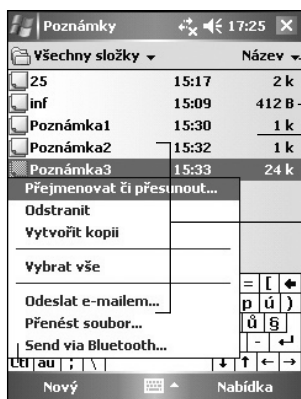 Poznámky 17:25
Všechny složky Název
25 15:17 2 k
inf 15:09 412 B
Poznámka1 15:30 1 k
Poznámka2 15:32 1 k
Poznámka3 15:33 24 k
Přejmenovat či přesunout...
Odstranit
Vytvořit kopii
Vybrat vše
Odeslat e-mailem...
Přenést soubor...
Send via Bluetooth...
= [
p ú )
ů §
-
Ctl au ; \
Nový Nabídka